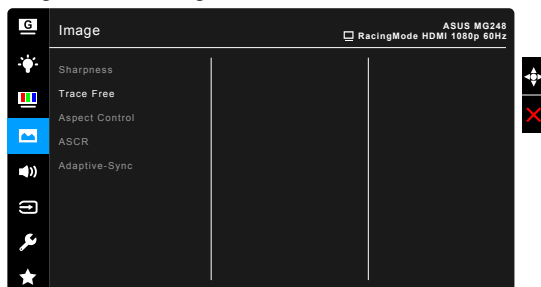 G
Image
ASUS MG248
RacingMode HDMI 1080p 60Hz
Sharpness
Trace Free
Aspect Control
ASCR
Adaptive-Sync